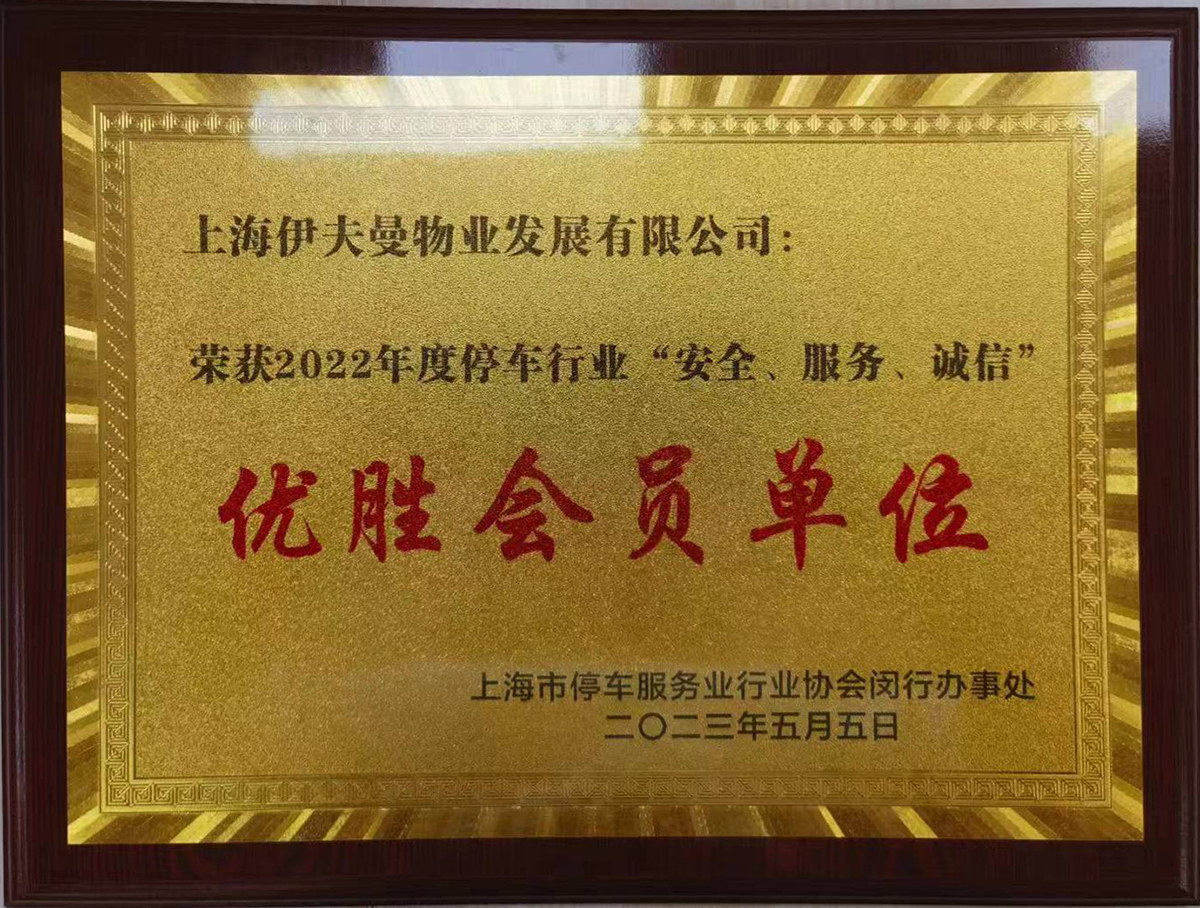 上海伊夫曼物业发展有限公司：
荣获2022年度停车行业“安全、服务、诚信”
优胜会员单位
上海市停车服务业行业协会闵行办事处
二〇二三年五月五日